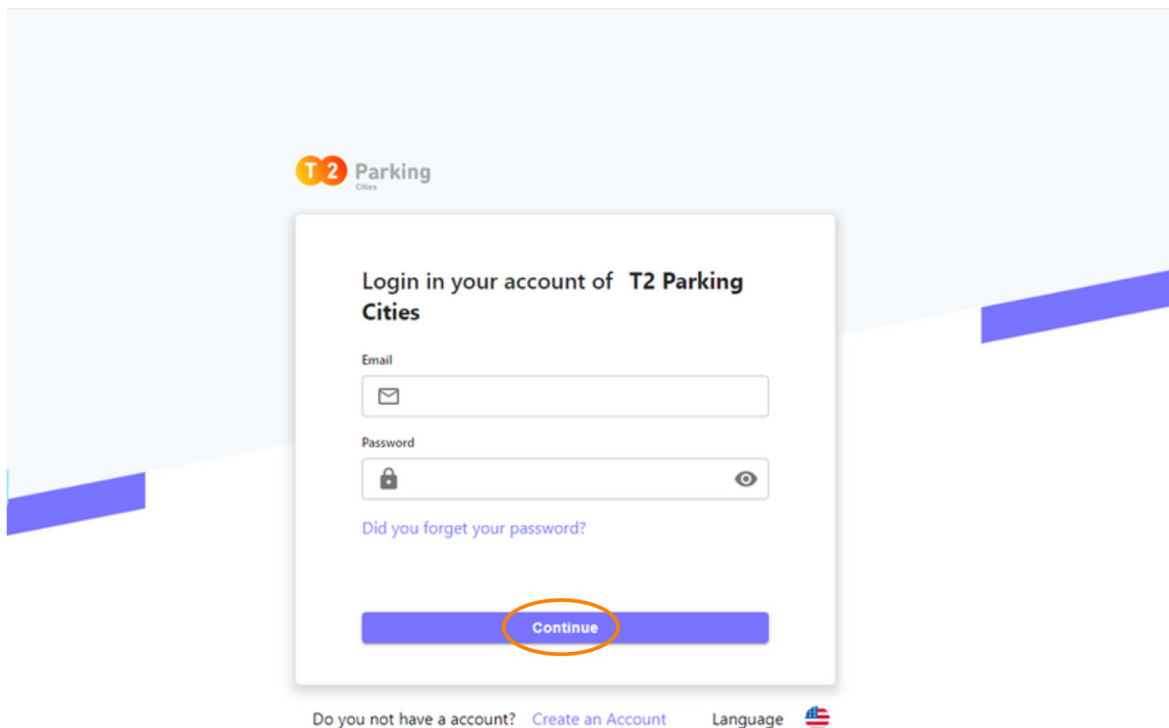 T2 Parking
Cities
Login in your account of T2 Parking
Cities
Email
Password
Did you forget your password?
Continue
Do you not have a account? Create an Account Language